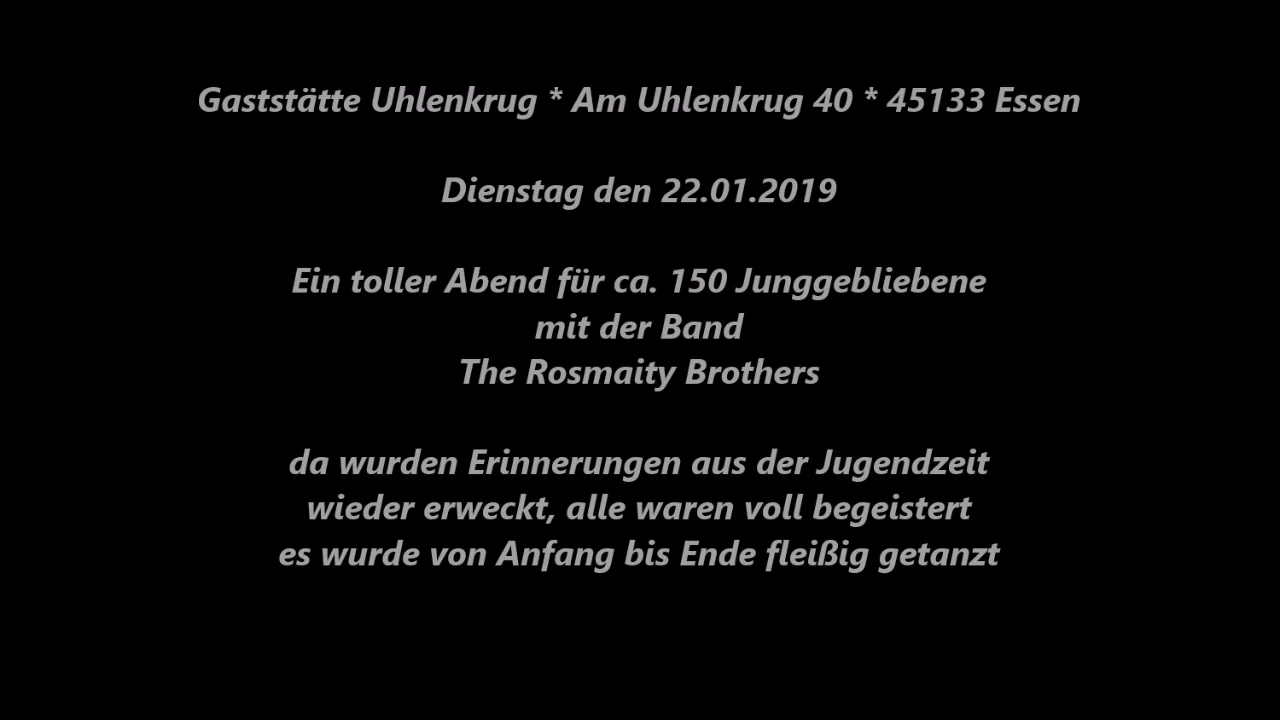 Gaststätte Uhlenkrug * Am Uhlenkrug 40 * 45133 Essen
Dienstag den 22.01.2019
Ein toller Abend für ca. 150 Junggebliebene
mit der Band
The Rosmaity Brothers
da wurden Erinnerungen aus der Jugendzeit
wieder erweckt, alle waren voll begeistert
es wurde von Anfang bis Ende fleißig getanzt